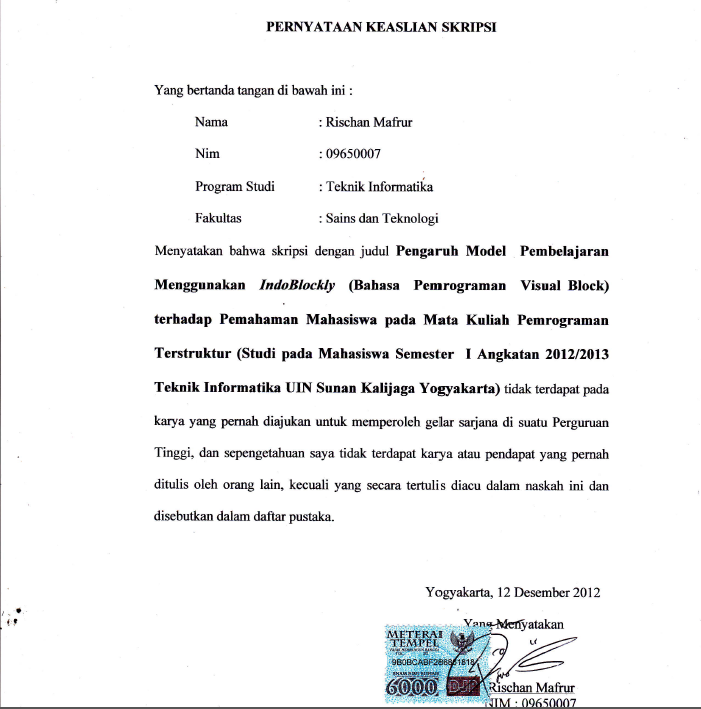 PERNYATAAN KEASLIAN SKRIPSI
Yang bertanda tangan di bawah ini :
Nama : Rischan Mafrur
Nim : 09650007
Program Studi : Teknik Informatika
Fakultas : Sains dan Teknologi
Menyatakan bahwa skripsi dengan judul Pengaruh Model Pembelajaran
Menggunakan IndoBlockly (Bahasa Pemrograman Visual Block)
terhadap Pemahaman Mahasiswa pada Mata Kuliah Pemrograman
Terstruktur (Studi pada Mahasiswa Semester I Angkatan 2012/2013
Teknik Informatika UIN Sunan Kalijaga Yogyakarta) tidak terdapat pada
karya yang pernah diajukan untuk memperoleh gelar sarjana di suatu Perguruan
Tinggi, dan sepengetahuan saya tidak terdapat karya atau pendapat yang pernah
ditulis oleh orang lain, kecuali yang secara tertulis diacu dalam naskah ini dan
disebutkan dalam daftar pustaka.
Yogyakarta, 12 Desember 2012
Yang Menyatakan
METERAI
TEMPEL
6000 DJP
Rischan Mafrur
NIM : 09650007